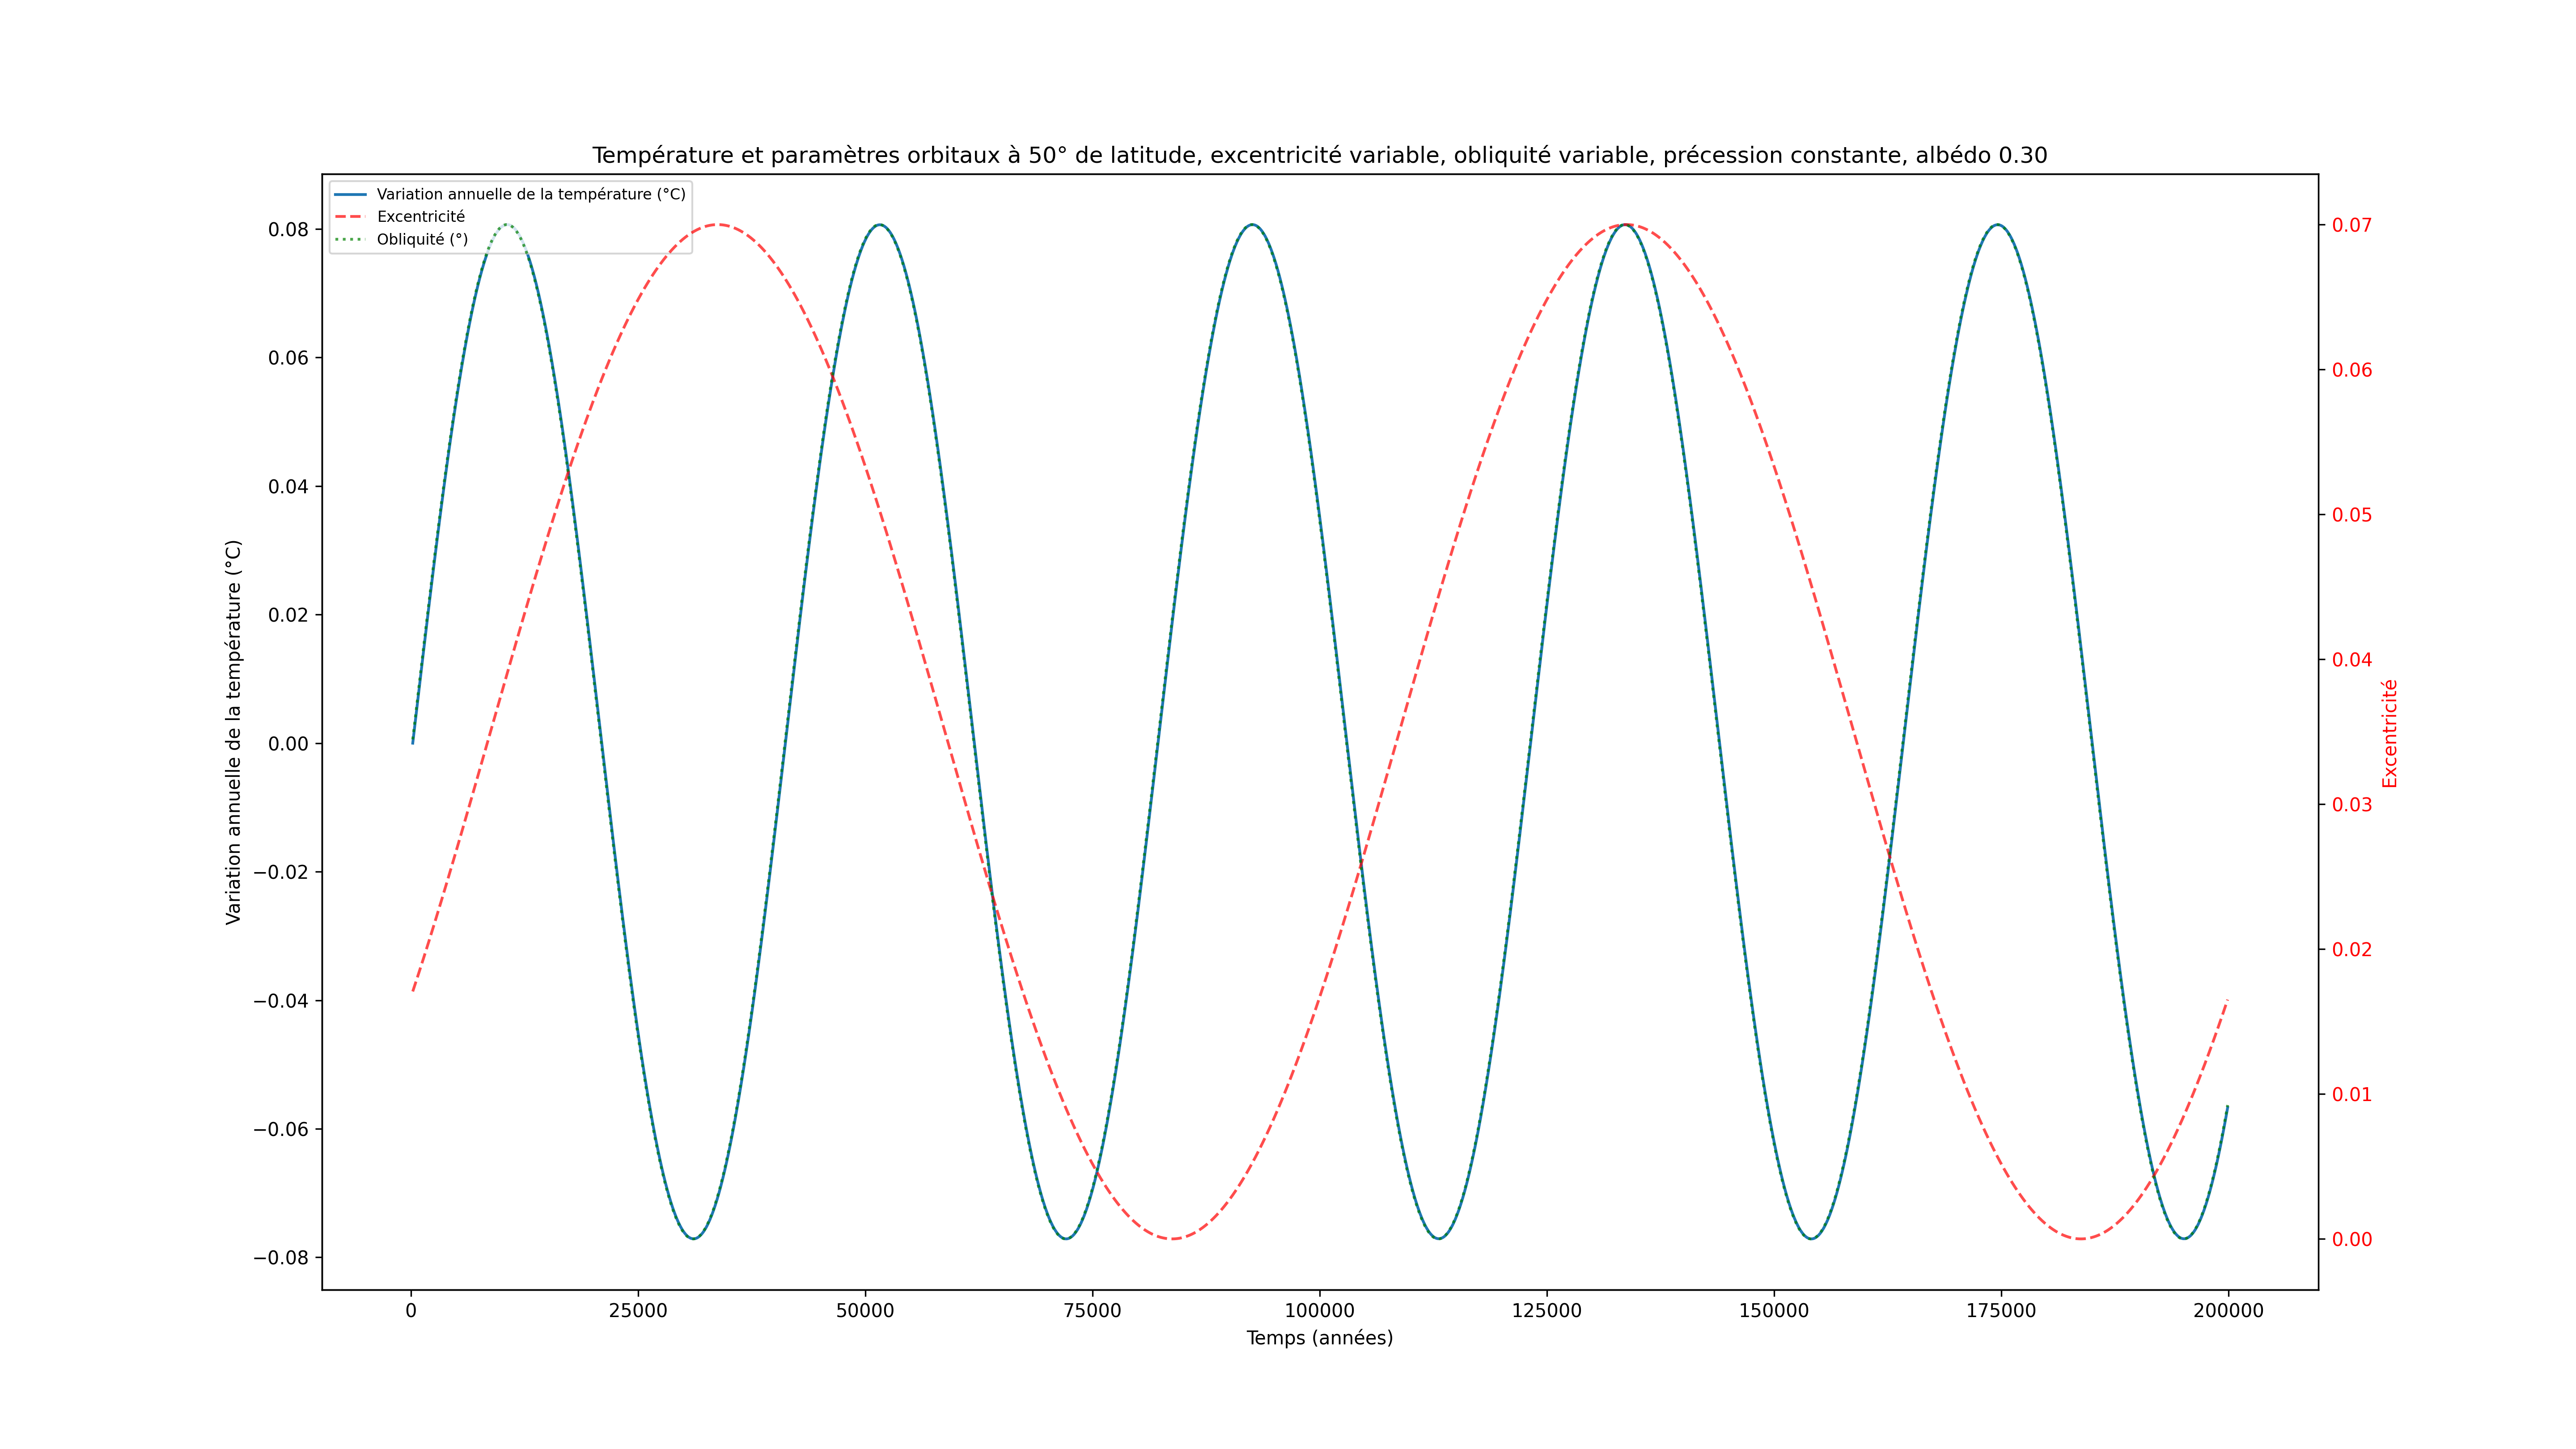 Température et paramètres orbitaux à 50° de latitude, excentricité variable, obliquité variable, précession constante, albédo 0.30
Variation annuelle de la température (°C)
Excentricité
Obliquité (°)
Variation annuelle de la température (°C)
0.08
0.06
0.04
0.02
0.00
−0.02
−0.04
−0.06
−0.08
0.07
0.06
0.05
0.04
0.03
0.02
0.01
0.00
Excentricité
0 25000 50000 75000 100000 125000 150000 175000 200000
Temps (années)